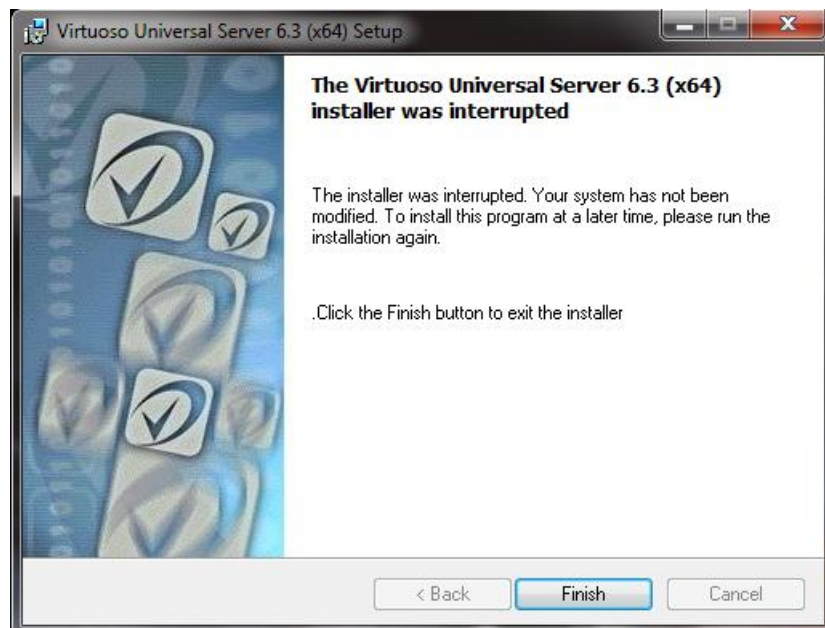 Virtuoso Universal Server 6.3 (x64) Setup
The Virtuoso Universal Server 6.3 (x64)
installer was interrupted
The installer was interrupted. Your system has not been
modified. To install this program at a later time, please run the
installation again.
.Click the Finish button to exit the installer
< Back
Finish
Cancel